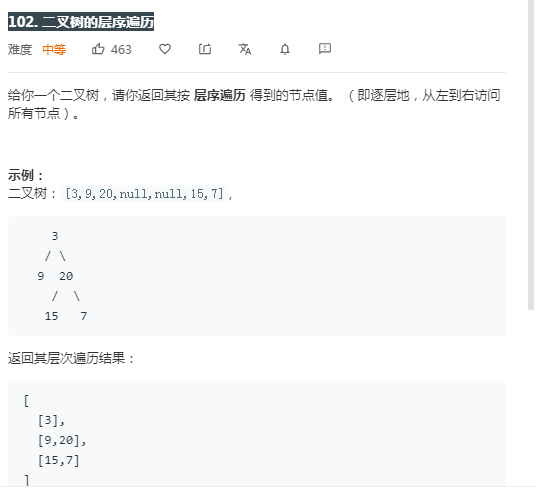 102. 二叉树的层序遍历
难度 中等 463
给你一个二叉树，请你返回其按 层序遍历 得到的节点值。 （即逐层地，从左到右访问
所有节点）。
示例：
二叉树：[3,9,20,null,null,15,7],
3
/ \
9 20
/ \
15 7
返回其层次遍历结果：
[
[3],
[9,20],
[15,7]
]